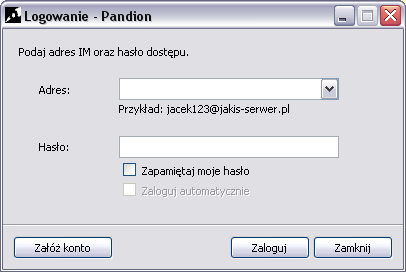 Logowanie - Pandion
Podaj adres IM oraz hasło dostępu.
Adres:
Przykład: jacek123@jakis-serwer.pl
Hasło:
Zapamiętaj moje hasło
Zaloguj automatycznie
Załóż konto
Zaloguj
Zamknij